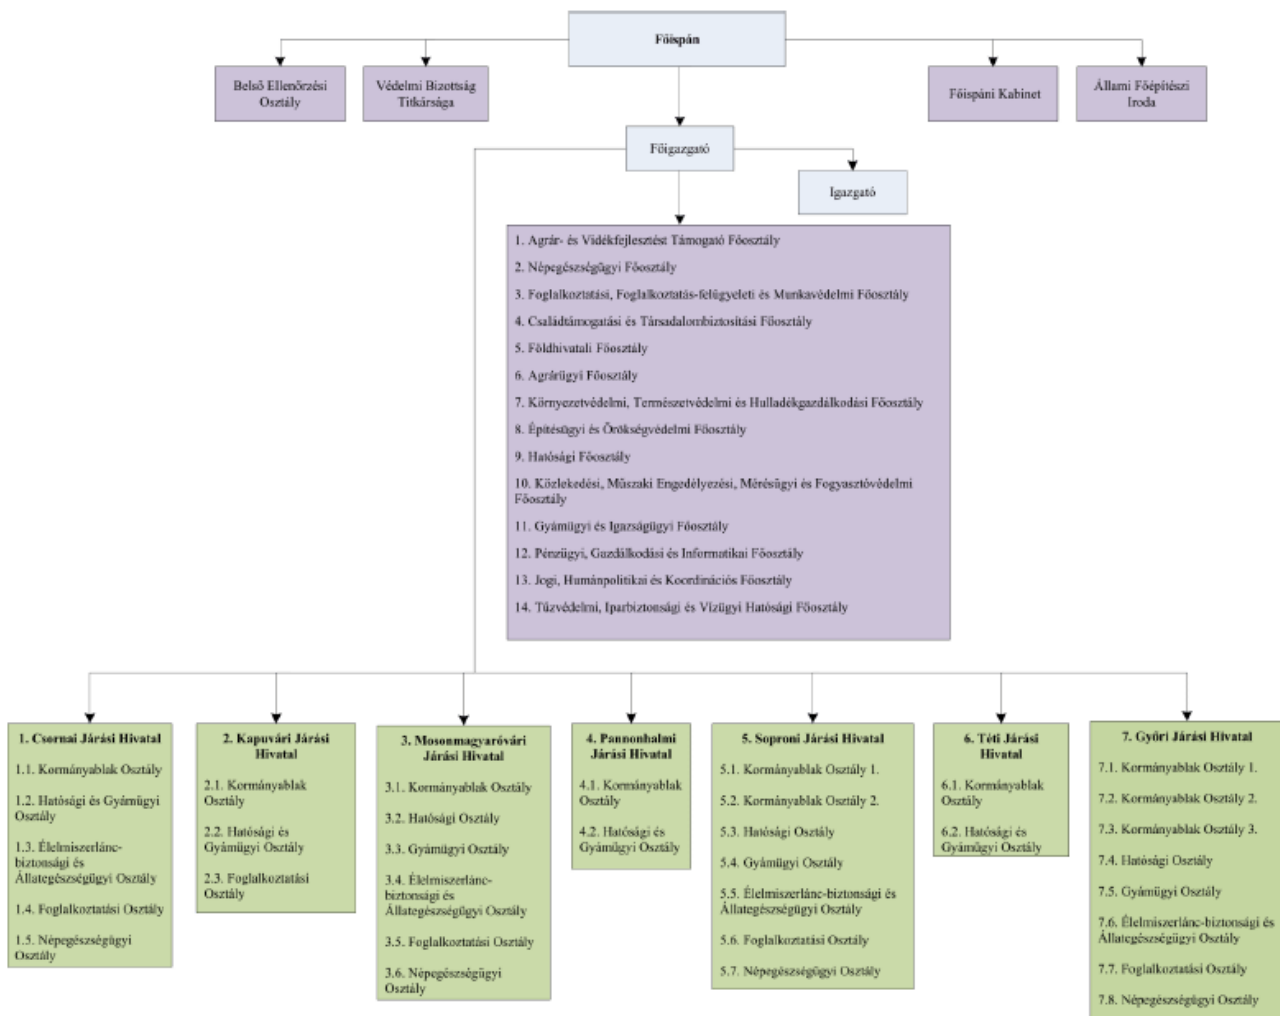 Főispán
Belső Ellenőrzési
Osztály
Védelmi Bizottság
Titkársága
Főispáni Kabinet
Állami Főépítészi
Iroda
Főigazgató
Igazgató
1. Agrár- és Vidékfejlesztést Támogató Főosztály
2. Népegészségügyi Főosztály
3. Foglalkoztatási, Foglalkoztatás-felügyeleti és Munkavédelmi Főosztály
4. Családtámogatási és Társadalombiztosítási Főosztály
5. Földhivatali Főosztály
6. Agrárügyi Főosztály
7. Környezetvédelmi, Természetvédelmi és Hulladékgazdálkodási Főosztály
8. Építésügyi és Örökségvédelmi Főosztály
9. Hatósági Főosztály
10. Közlekedési, Műszaki Engedélyezési, Mérésügyi és Fogyasztóvédelmi
Főosztály
11. Gyámügyi és Igazságügyi Főosztály
12. Pénzügyi, Gazdálkodási és Informatikai Főosztály
13. Jogi, Humánpolitikai és Koordinációs Főosztály
14. Tűzvédelmi, Iparbiztonsági és Vízügyi Hatósági Főosztály
1. Csornai Járási Hivatal
1.1. Kormányablak Osztály
1.2. Hatósági és Gyámügyi
Osztály
1.3. Élelmiszerlánc-
biztonsági és
Állategészségügyi Osztály
1.4. Foglalkoztatási Osztály
1.5. Népegészségügyi
Osztály
2. Kapuvári Járási
Hivatal
2.1. Kormányablak
Osztály
2.2. Hatósági és
Gyámügyi Osztály
2.3. Foglalkoztatási
Osztály
3. Mosonmagyaróvári
Járási Hivatal
3.1. Kormányablak Osztály
3.2. Hatósági Osztály
3.3. Gyámügyi Osztály
3.4. Élelmiszerlánc-
biztonsági és
Állategészségügyi Osztály
3.5. Foglalkoztatási Osztály
3.6. Népegészségügyi
Osztály
4. Pannonhalmi
Járási Hivatal
4.1. Kormányablak
Osztály
4.2. Hatósági és
Gyámügyi Osztály
5. Soproni Járási Hivatal
5.1. Kormányablak Osztály 1.
5.2. Kormányablak Osztály 2.
5.3. Hatósági Osztály
5.4. Gyámügyi Osztály
5.5. Élelmiszerlánc-biztonsági és
Állategészségügyi Osztály
5.6. Foglalkoztatási Osztály
5.7. Népegészségügyi Osztály
6. Téti Járási
Hivatal
6.1. Kormányablak
Osztály
6.2. Hatósági és
Gyámügyi Osztály
7. Győri Járási Hivatal
7.1. Kormányablak Osztály 1.
7.2. Kormányablak Osztály 2.
7.3. Kormányablak Osztály 3.
7.4. Hatósági Osztály
7.5. Gyámügyi Osztály
7.6. Élelmiszerlánc-biztonsági és
Állategészségügyi Osztály
7.7. Foglalkoztatási Osztály
7.8. Népegészségügyi Osztály